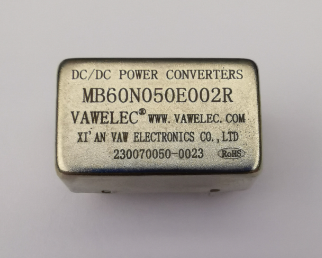 DC/DC POWER CONVERTERS
MB60N050E002R
VAWELEC® WWW.VAWELEC.COM
XI'AN VAW ELECTRONICS CO., LTD
230070050-0023 RoHS